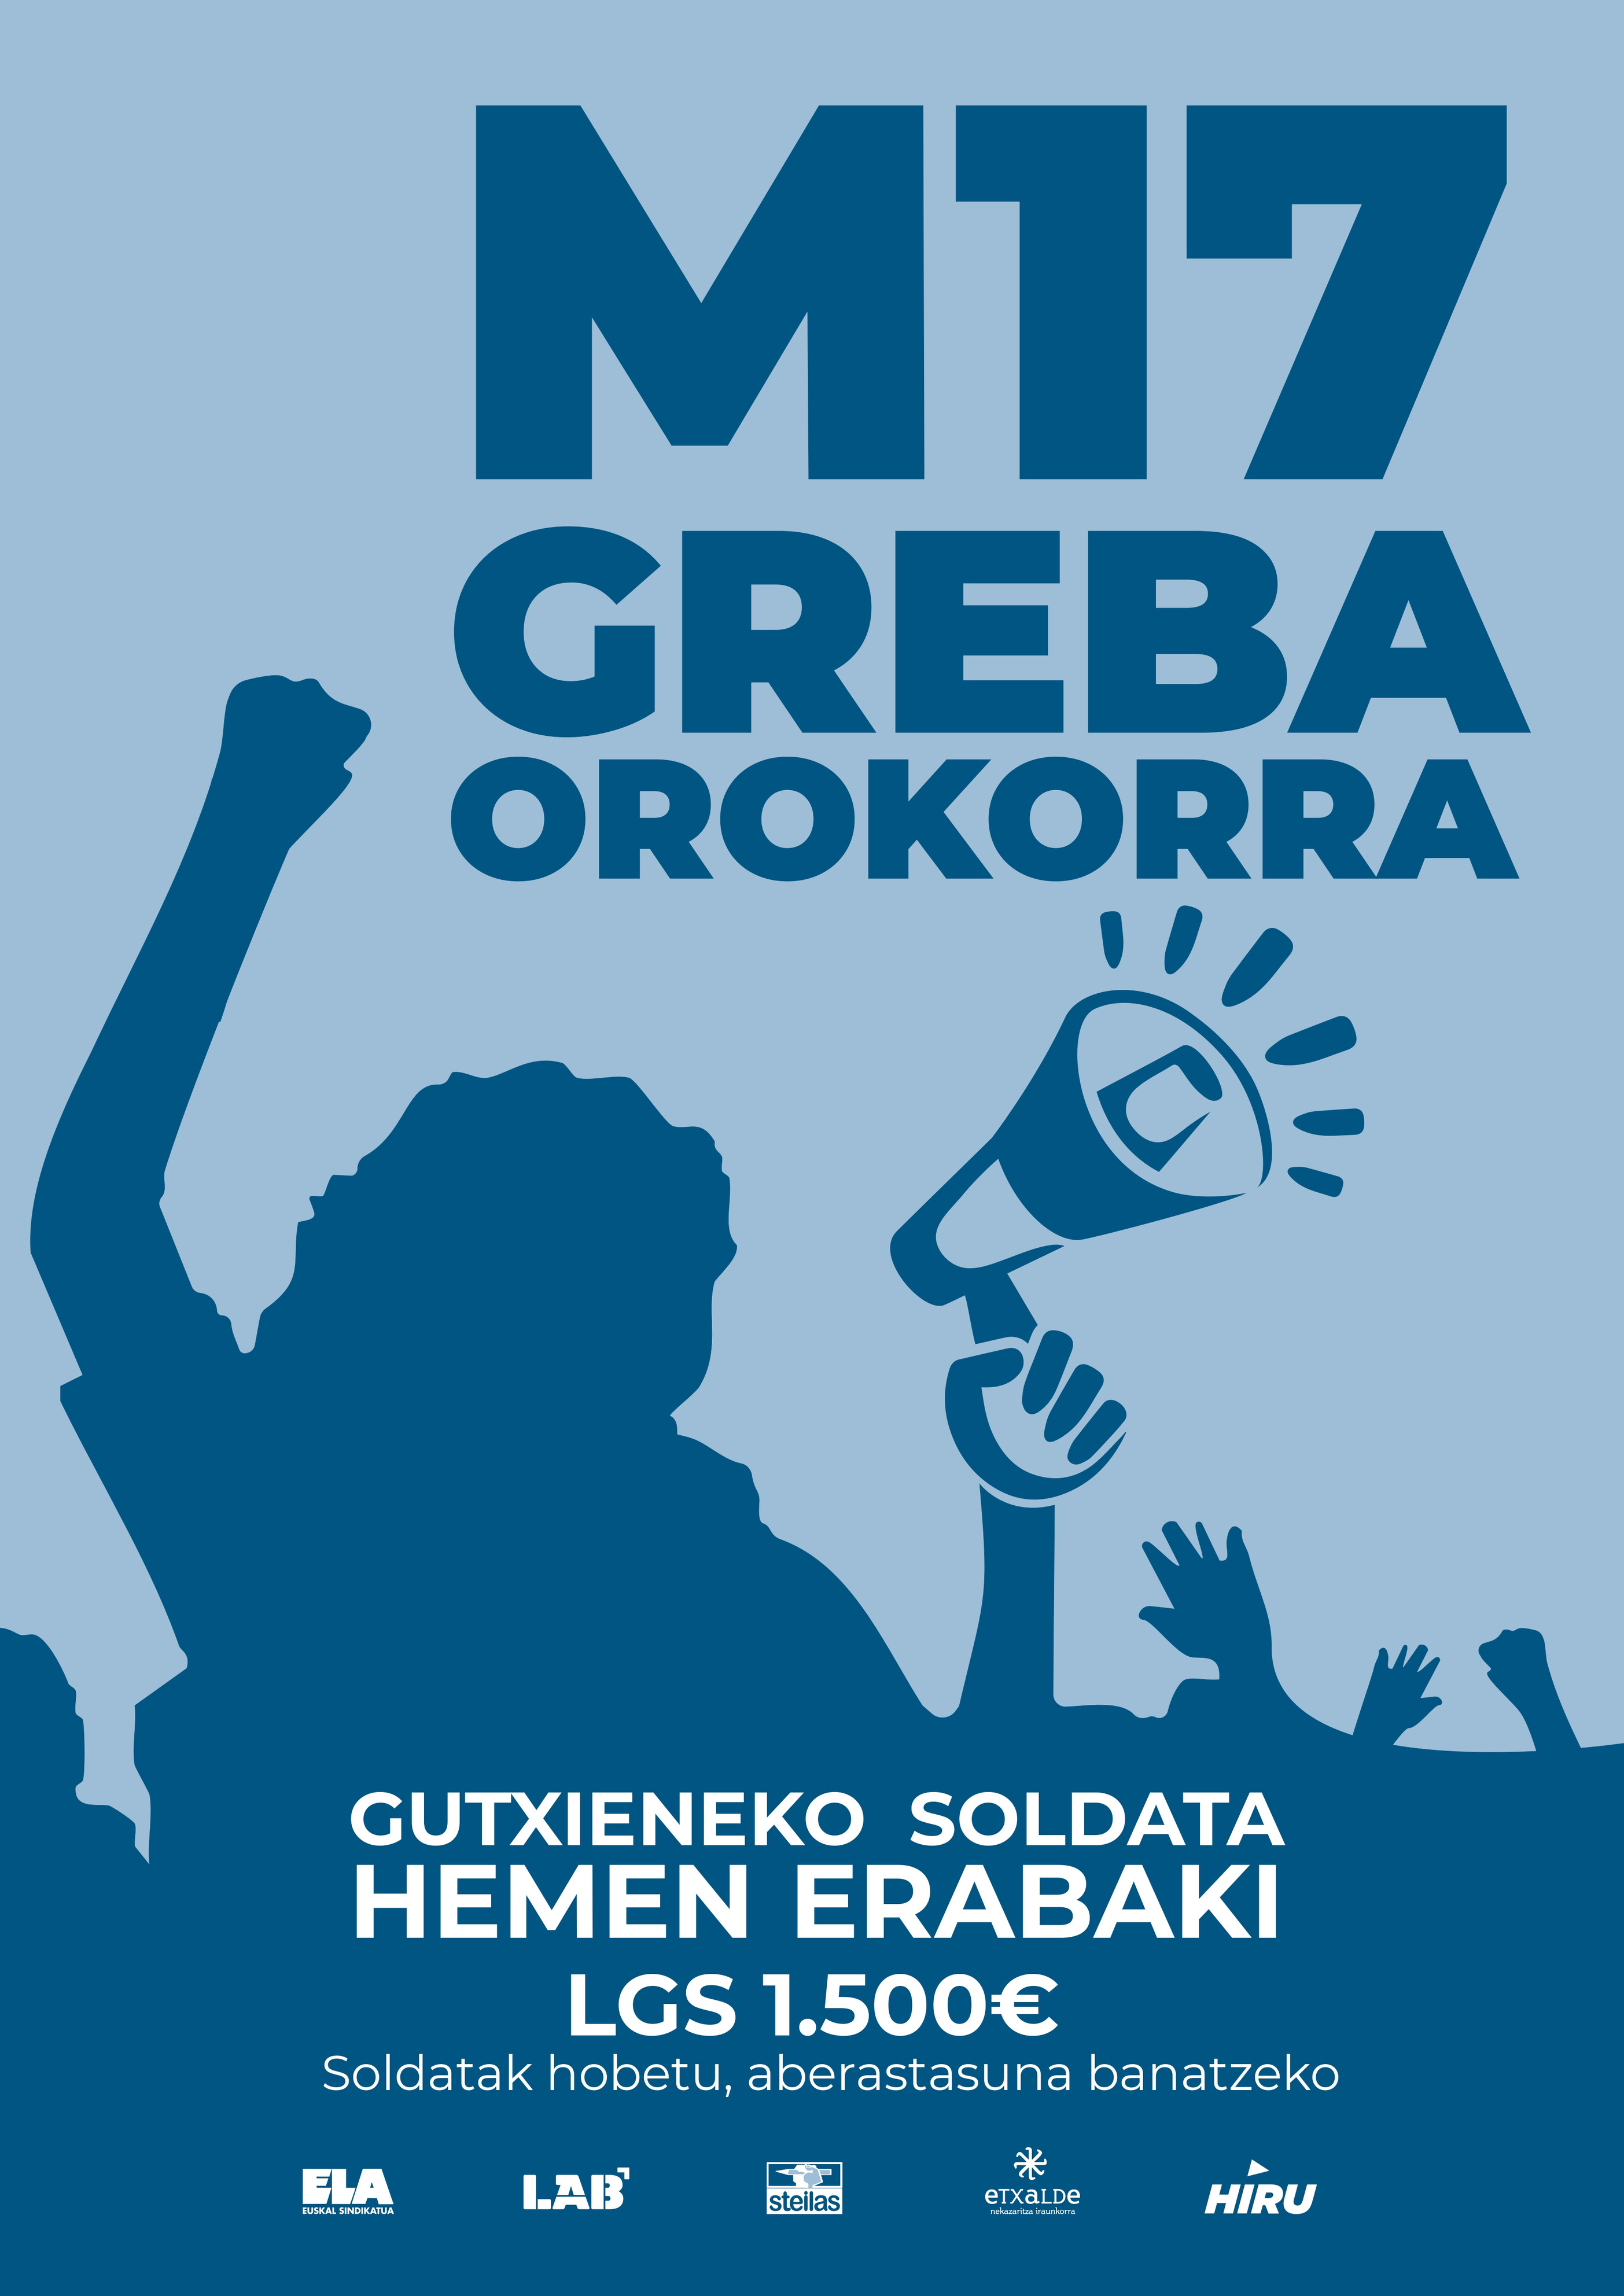 M17
GREBA
OROKORRA
GUTXIENEKO SOLDATA
HEMEN ERABAKI
LGS 1.500€
Soldatak hobetu, aberastasuna banatzeko
ELA
EUSKAL SINDIKATUA
LAB
steilas
eTXaLDe
nekazaritza iraunkorra
HIRU